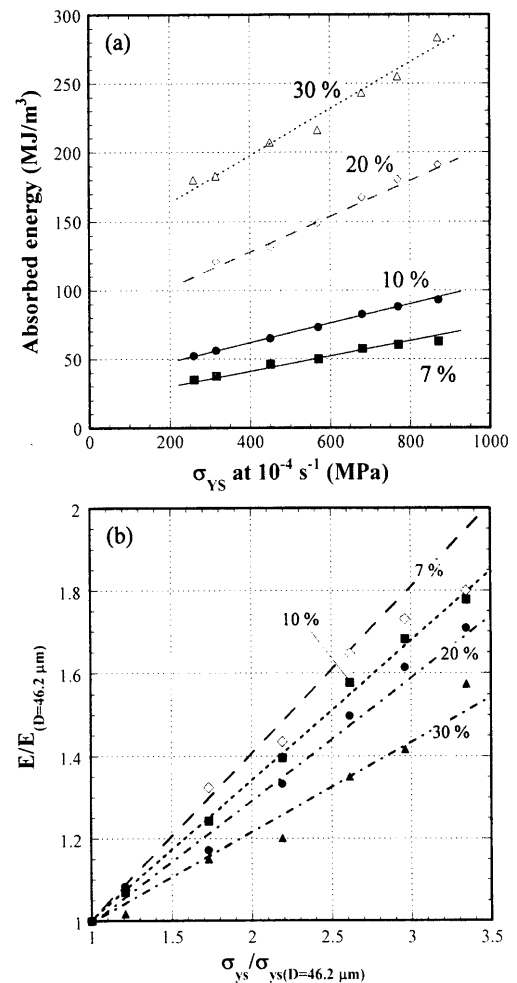 300
(a)
250
30 %
200
20 %
150
100
10 %
50
7 %
0
0 200 400 600 800 1000
Absorbed energy (MJ/m³)
σYS at 10⁻⁴ s⁻¹ (MPa)
2
(b)
1.8
7 %
10 %
20 %
1.6
30 %
1.4
1.2
1
1 1.5 2 2.5 3 3.5
E/E(D=46.2 μm)
σys/σys(D=46.2 μm)